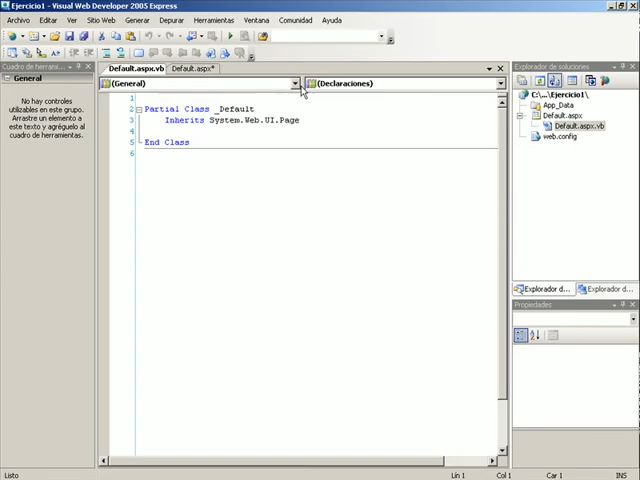 Ejercicio1 - Visual Web Developer 2005 Express
Archivo Editar Ver Sitio Web Generar Depurar Herramientas Ventana Comunidad Ayuda
Cuadro de herrami...
General
No hay controles
utilizables en este grupo.
Arrastre un elemento a
este texto y agréguelo al
cuadro de herramientas.
Default.aspx.vb Default.aspx*
(General) (Declaraciones)
1
2 Partial Class _Default
3 Inherits System.Web.UI.Page
4
5 End Class
6
Explorador de soluciones
C:\...\Ejercicio1\
App_Data
Default.aspx
Default.aspx.vb
web.config
Explorador d... Explorador d...
Propiedades
Listo Lín 1 Col 1 Car 1 INS